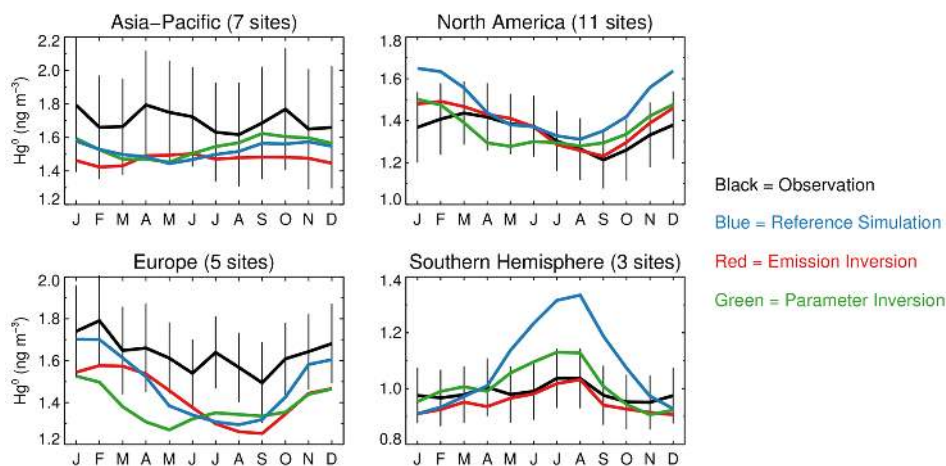 Asia−Pacific (7 sites)
North America (11 sites)
Hg⁰ (ng m⁻³)
2.2
2.0
1.8
1.6
1.4
1.2
J F M A M J J A S O N D
1.8
1.6
1.4
1.2
1.0
J F M A M J J A S O N D
Europe (5 sites)
Southern Hemisphere (3 sites)
Hg⁰ (ng m⁻³)
2.0
1.8
1.6
1.4
1.2
J F M A M J J A S O N D
1.4
1.2
1.0
0.8
J F M A M J J A S O N D
Black = Observation
Blue = Reference Simulation
Red = Emission Inversion
Green = Parameter Inversion